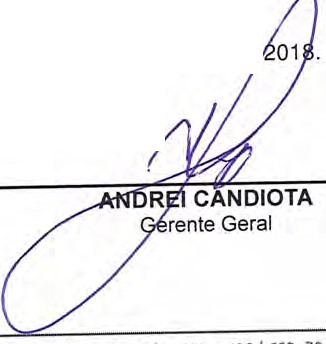 2018.
ANDREI CANDIOTA
Gerente Geral